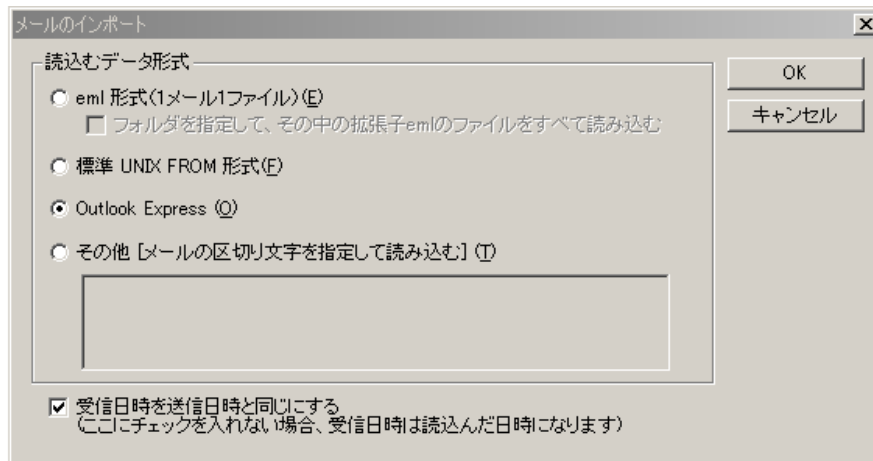 メールのインポート
読込むデータ形式
eml 形式(1メール1ファイル)(E)
フォルダを指定して、その中の拡張子emlのファイルをすべて読み込む
標準 UNIX FROM 形式(F)
Outlook Express (O)
その他 [メールの区切り文字を指定して読み込む] (T)
受信日時を送信日時と同じにする
(ここにチェックを入れない場合、受信日時は読込んだ日時になります)
OK
キャンセル